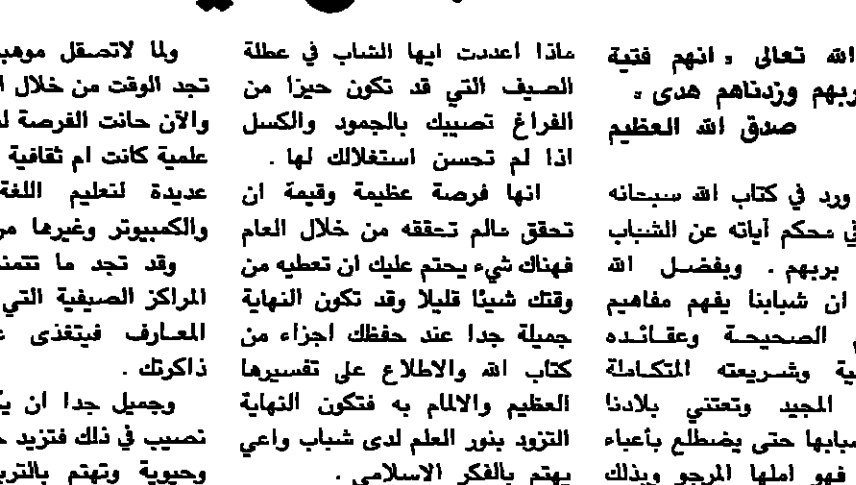 الله تعالى « انهم فتية
بربهم وزدناهم هدى »
صدق الله العظيم
ورد في كتاب الله سبحانه
في محكم آياته عن الشباب
بربهم . وبفضل الله
ان شبابنا يفهم مفاهيم
الصحيحة وعقائده
وشريعته المتكاملة
المجيد وتعتني بلادنا
حتى يضطلع بأعباء
فهو املها المرجو وبذلك
ماذا اعددت ايها الشاب في عطلة
الصيف التي قد تكون حيزا من
الفراغ تصيبك بالجمود والكسل
اذا لم تحسن استغلالك لها .
انها فرصة عظيمة وقيمة ان
تحقق مالم تحققه من خلال العام
فهناك شيء يحتم عليك ان تعطيه من
وقتك شيئا قليلا وقد تكون النهاية
جميلة جدا عند حفظك اجزاء من
كتاب الله والاطلاع على تفسيرها
العظيم والالمام به فتكون النهاية
التزود بنور العلم لدى شباب واعي
يهتم بالفكر الاسلامي .
ولما لاتصقل
تجد الوقت من خلال
والآن حانت الفرصة
علمية كانت ام ثقافية
عديدة لتعليم اللغة
والكمبيوتر وغيرها
وقد تجد ما
المراكز الصيفية التي
المعارف فيتغذى
ذاكرتك .
وجميل جدا ان
نصيب في ذلك فتزيد
وحيوية وتهتم